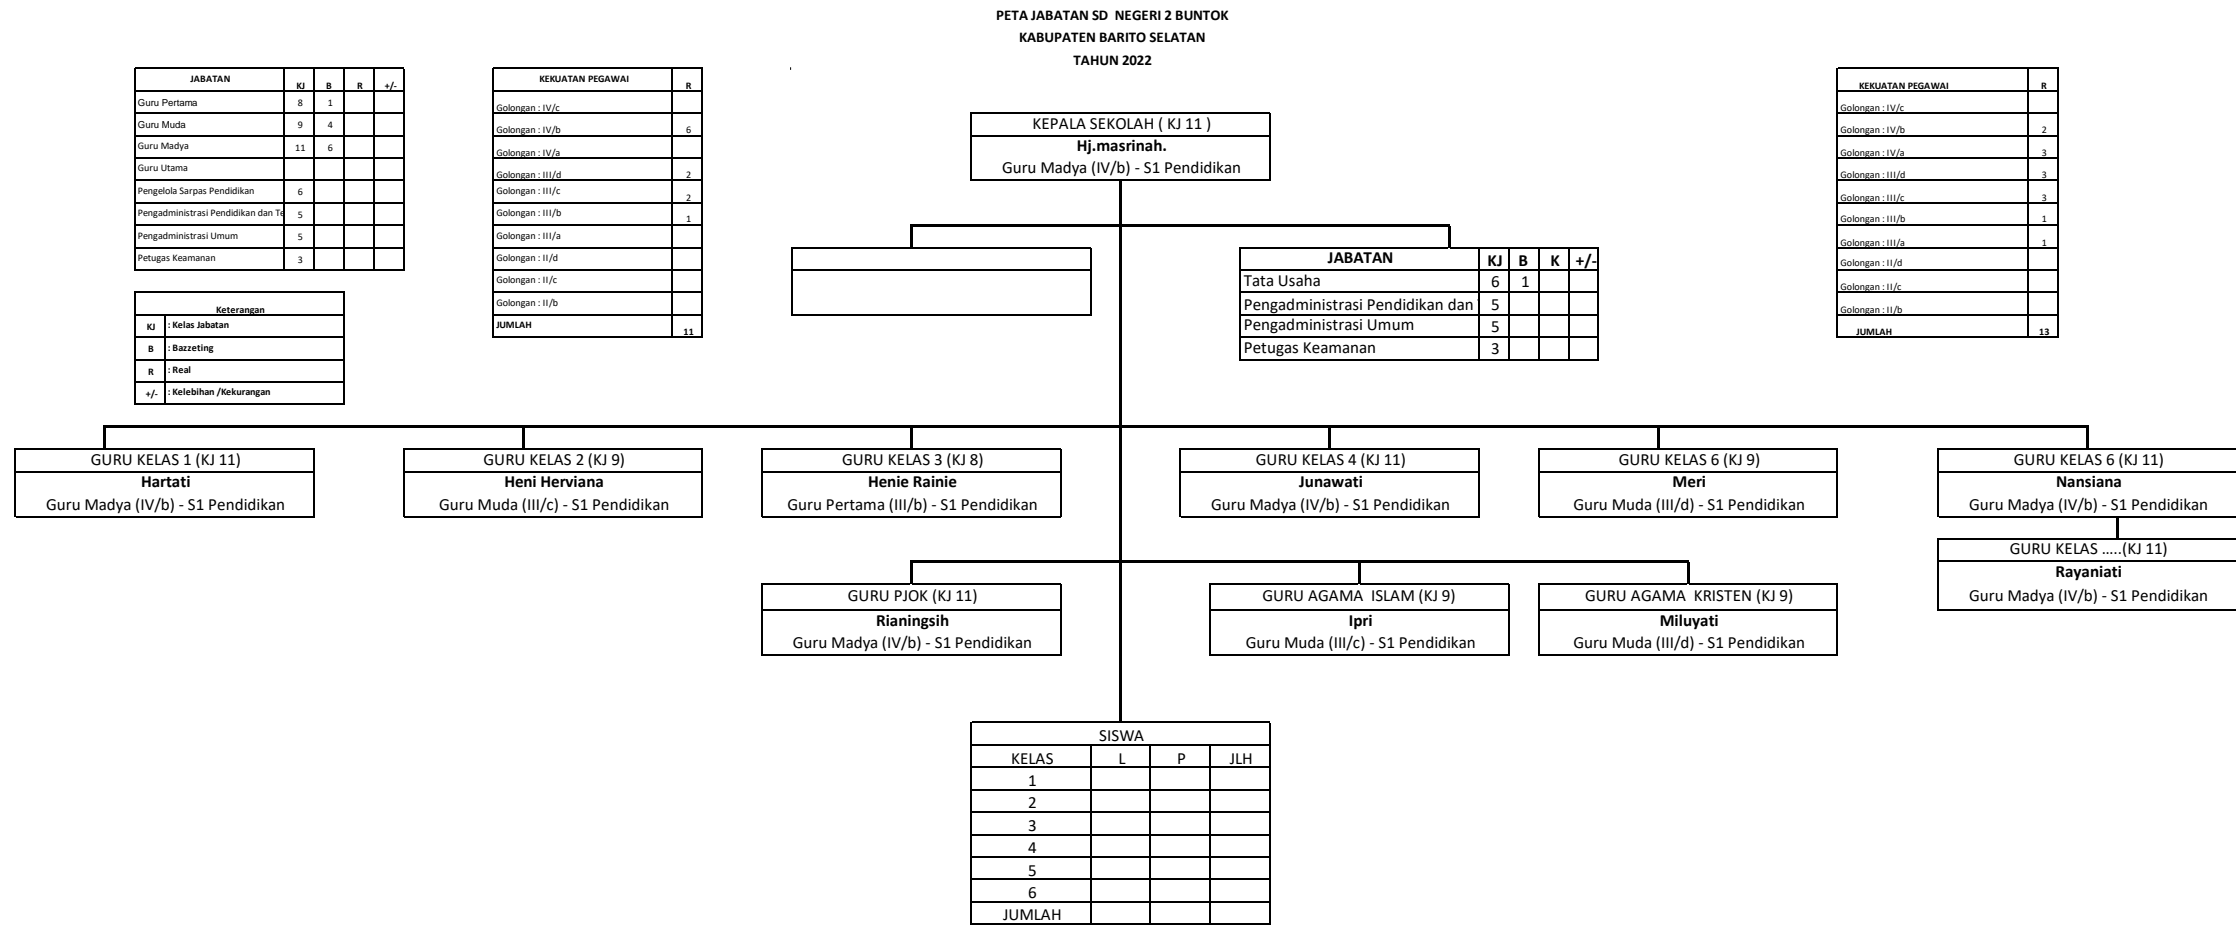 PETA JABATAN SD  NEGERI 2 BUNTOK
KABUPATEN BARITO SELATAN
TAHUN 2022
JABATAN KJ B R +/-
Guru Pertama 8 1
Guru Muda 9 4
Guru Madya 11 6
Guru Utama
Pengelola Sarpas Pendidikan 6
Pengadministrasi Pendidikan dan Te 5
Pengadministrasi Umum 5
Petugas Keamanan 3
Keterangan
KJ : Kelas Jabatan
B : Bazzeting
R : Real
+/- : Kelebihan /Kekurangan
KEKUATAN PEGAWAI R
Golongan : IV/c
Golongan : IV/b 6
Golongan : IV/a
Golongan : III/d 2
Golongan : III/c 2
Golongan : III/b 1
Golongan : III/a
Golongan : II/d
Golongan : II/c
Golongan : II/b
JUMLAH 11
KEPALA SEKOLAH ( KJ 11 )
Hj.masrinah.
Guru Madya (IV/b) - S1 Pendidikan
JABATAN KJ B K +/-
Tata Usaha 6 1
Pengadministrasi Pendidikan dan 5
Pengadministrasi Umum 5
Petugas Keamanan 3
KEKUATAN PEGAWAI R
Golongan : IV/c
Golongan : IV/b 2
Golongan : IV/a 3
Golongan : III/d 3
Golongan : III/c 3
Golongan : III/b 1
Golongan : III/a 1
Golongan : II/d
Golongan : II/c
Golongan : II/b
JUMLAH 13
GURU KELAS 1 (KJ 11)
Hartati
Guru Madya (IV/b) - S1 Pendidikan
GURU KELAS 2 (KJ 9)
Heni Herviana
Guru Muda (III/c) - S1 Pendidikan
GURU KELAS 3 (KJ 8)
Henie Rainie
Guru Pertama (III/b) - S1 Pendidikan
GURU KELAS 4 (KJ 11)
Junawati
Guru Madya (IV/b) - S1 Pendidikan
GURU KELAS 6 (KJ 9)
Meri
Guru Muda (III/d) - S1 Pendidikan
GURU KELAS 6 (KJ 11)
Nansiana
Guru Madya (IV/b) - S1 Pendidikan
GURU KELAS .....(KJ 11)
Rayaniati
Guru Madya (IV/b) - S1 Pendidikan
GURU PJOK (KJ 11)
Rianingsih
Guru Madya (IV/b) - S1 Pendidikan
GURU AGAMA  ISLAM (KJ 9)
Ipri
Guru Muda (III/c) - S1 Pendidikan
GURU AGAMA  KRISTEN (KJ 9)
Miluyati
Guru Muda (III/d) - S1 Pendidikan
SISWA
KELAS L P JLH
1
2
3
4
5
6
JUMLAH